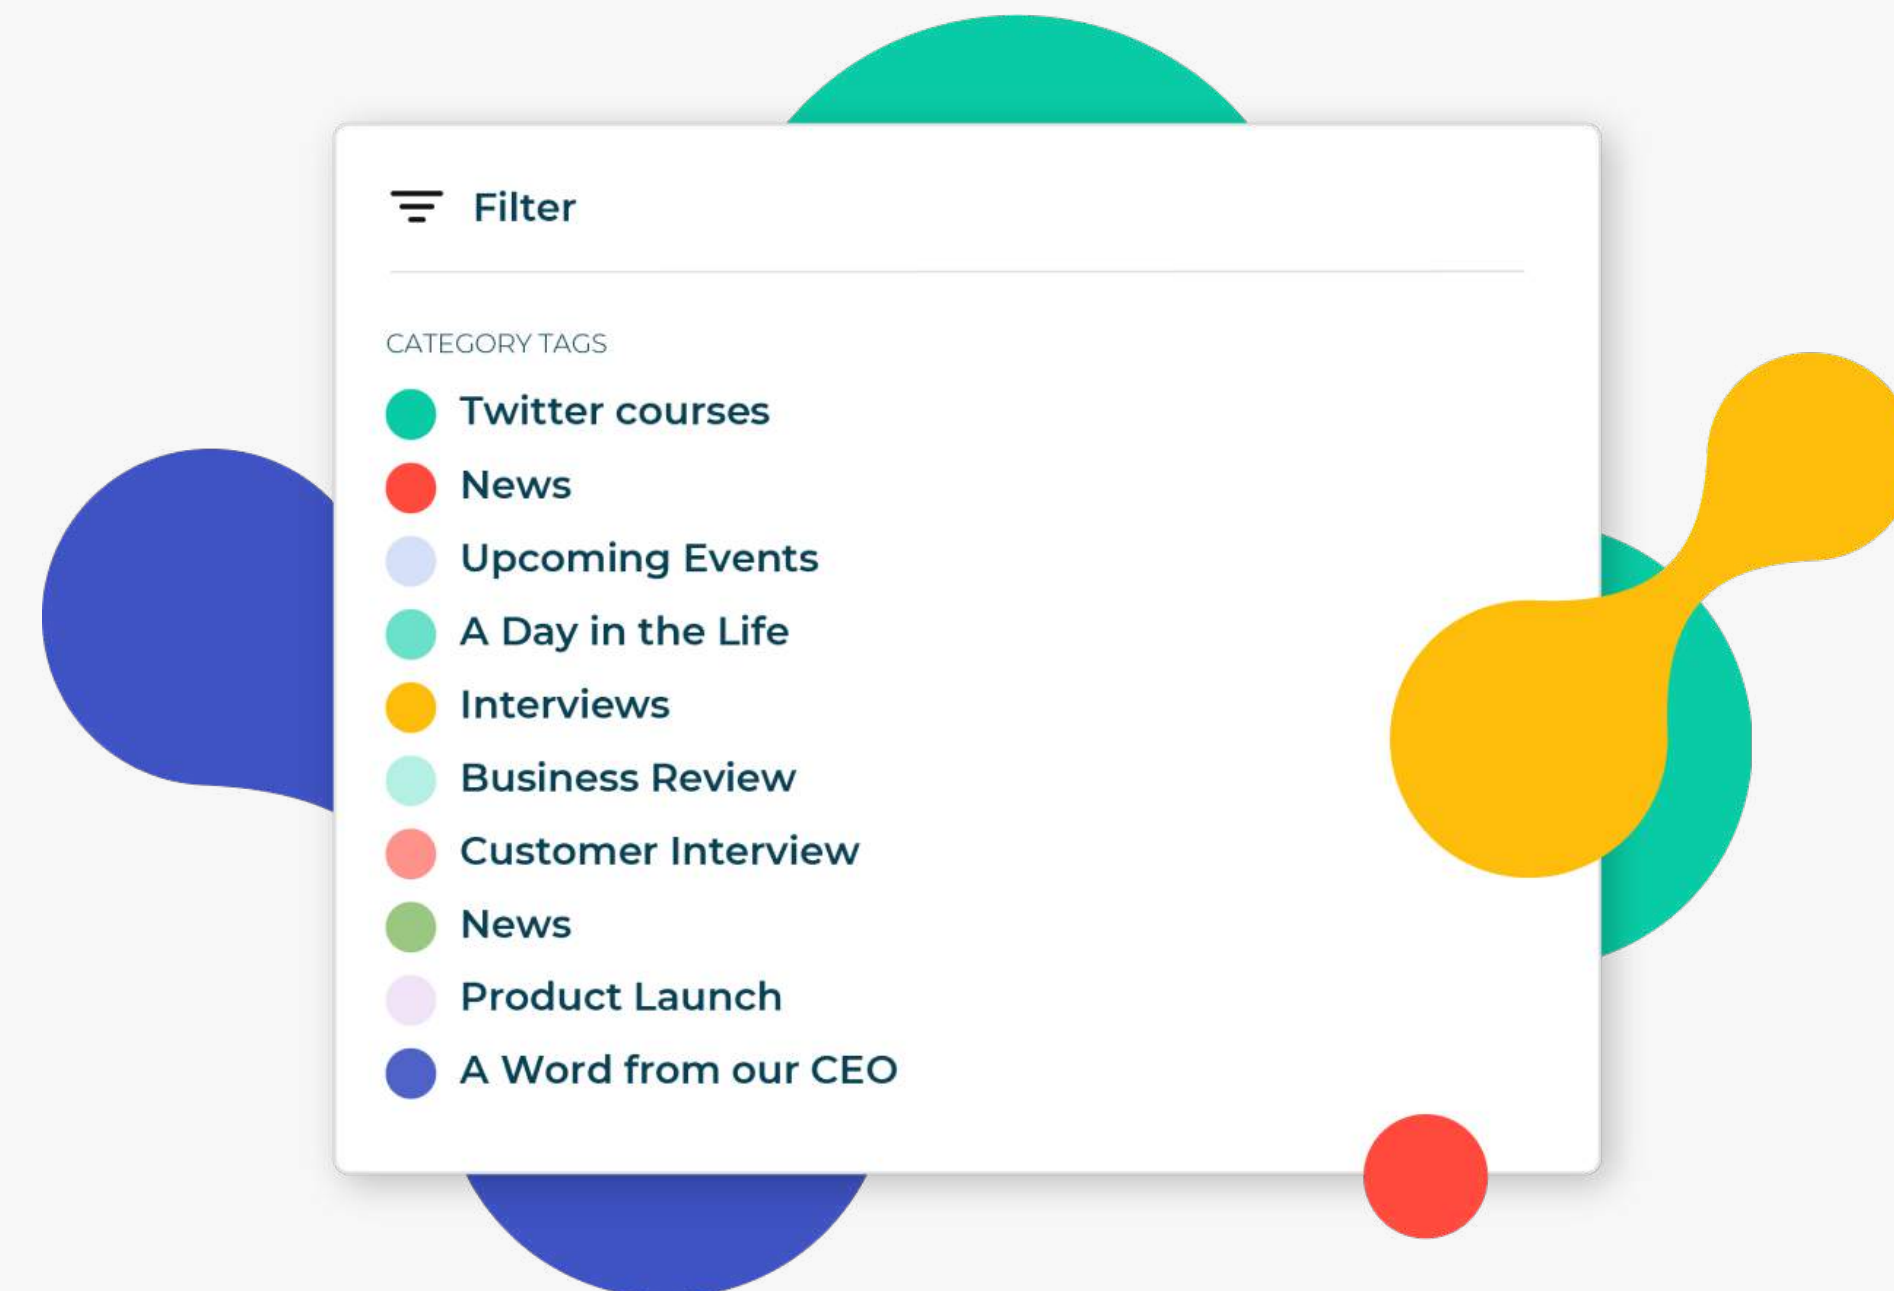 Filter
CATEGORY TAGS
Twitter courses
News
Upcoming Events
A Day in the Life
Interviews
Business Review
Customer Interview
News
Product Launch
A Word from our CEO